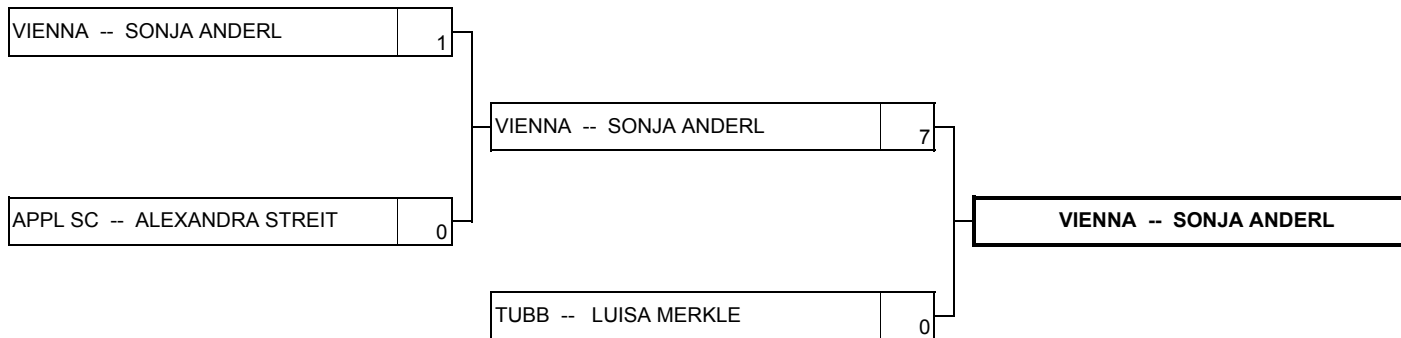 VIENNA -- SONJA ANDERL 1
VIENNA -- SONJA ANDERL 7
APPL SC -- ALEXANDRA STREIT 0
VIENNA -- SONJA ANDERL
TUBB -- LUISA MERKLE 0